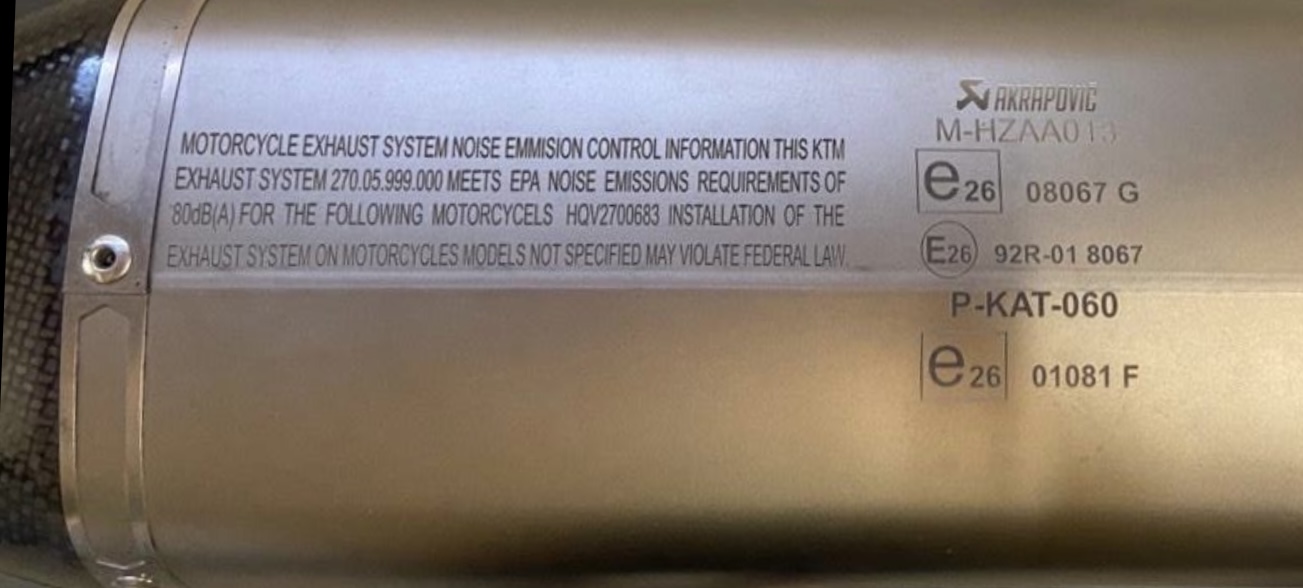 MOTORCYCLE EXHAUST SYSTEM NOISE EMMISION CONTROL INFORMATION THIS KTM
EXHAUST SYSTEM 270.05.999.000 MEETS EPA NOISE EMISSIONS REQUIREMENTS OF
80dB(A) FOR THE FOLLOWING MOTORCYCELS HQV2700683 INSTALLATION OF THE
EXHAUST SYSTEM ON MOTORCYCLES MODELS NOT SPECIFIED MAY VIOLATE FEDERAL LAW.
AKRAPOVIČ
M-HZAA013
e26 08067 G
E26 92R-01 8067
P-KAT-060
e26 01081 F